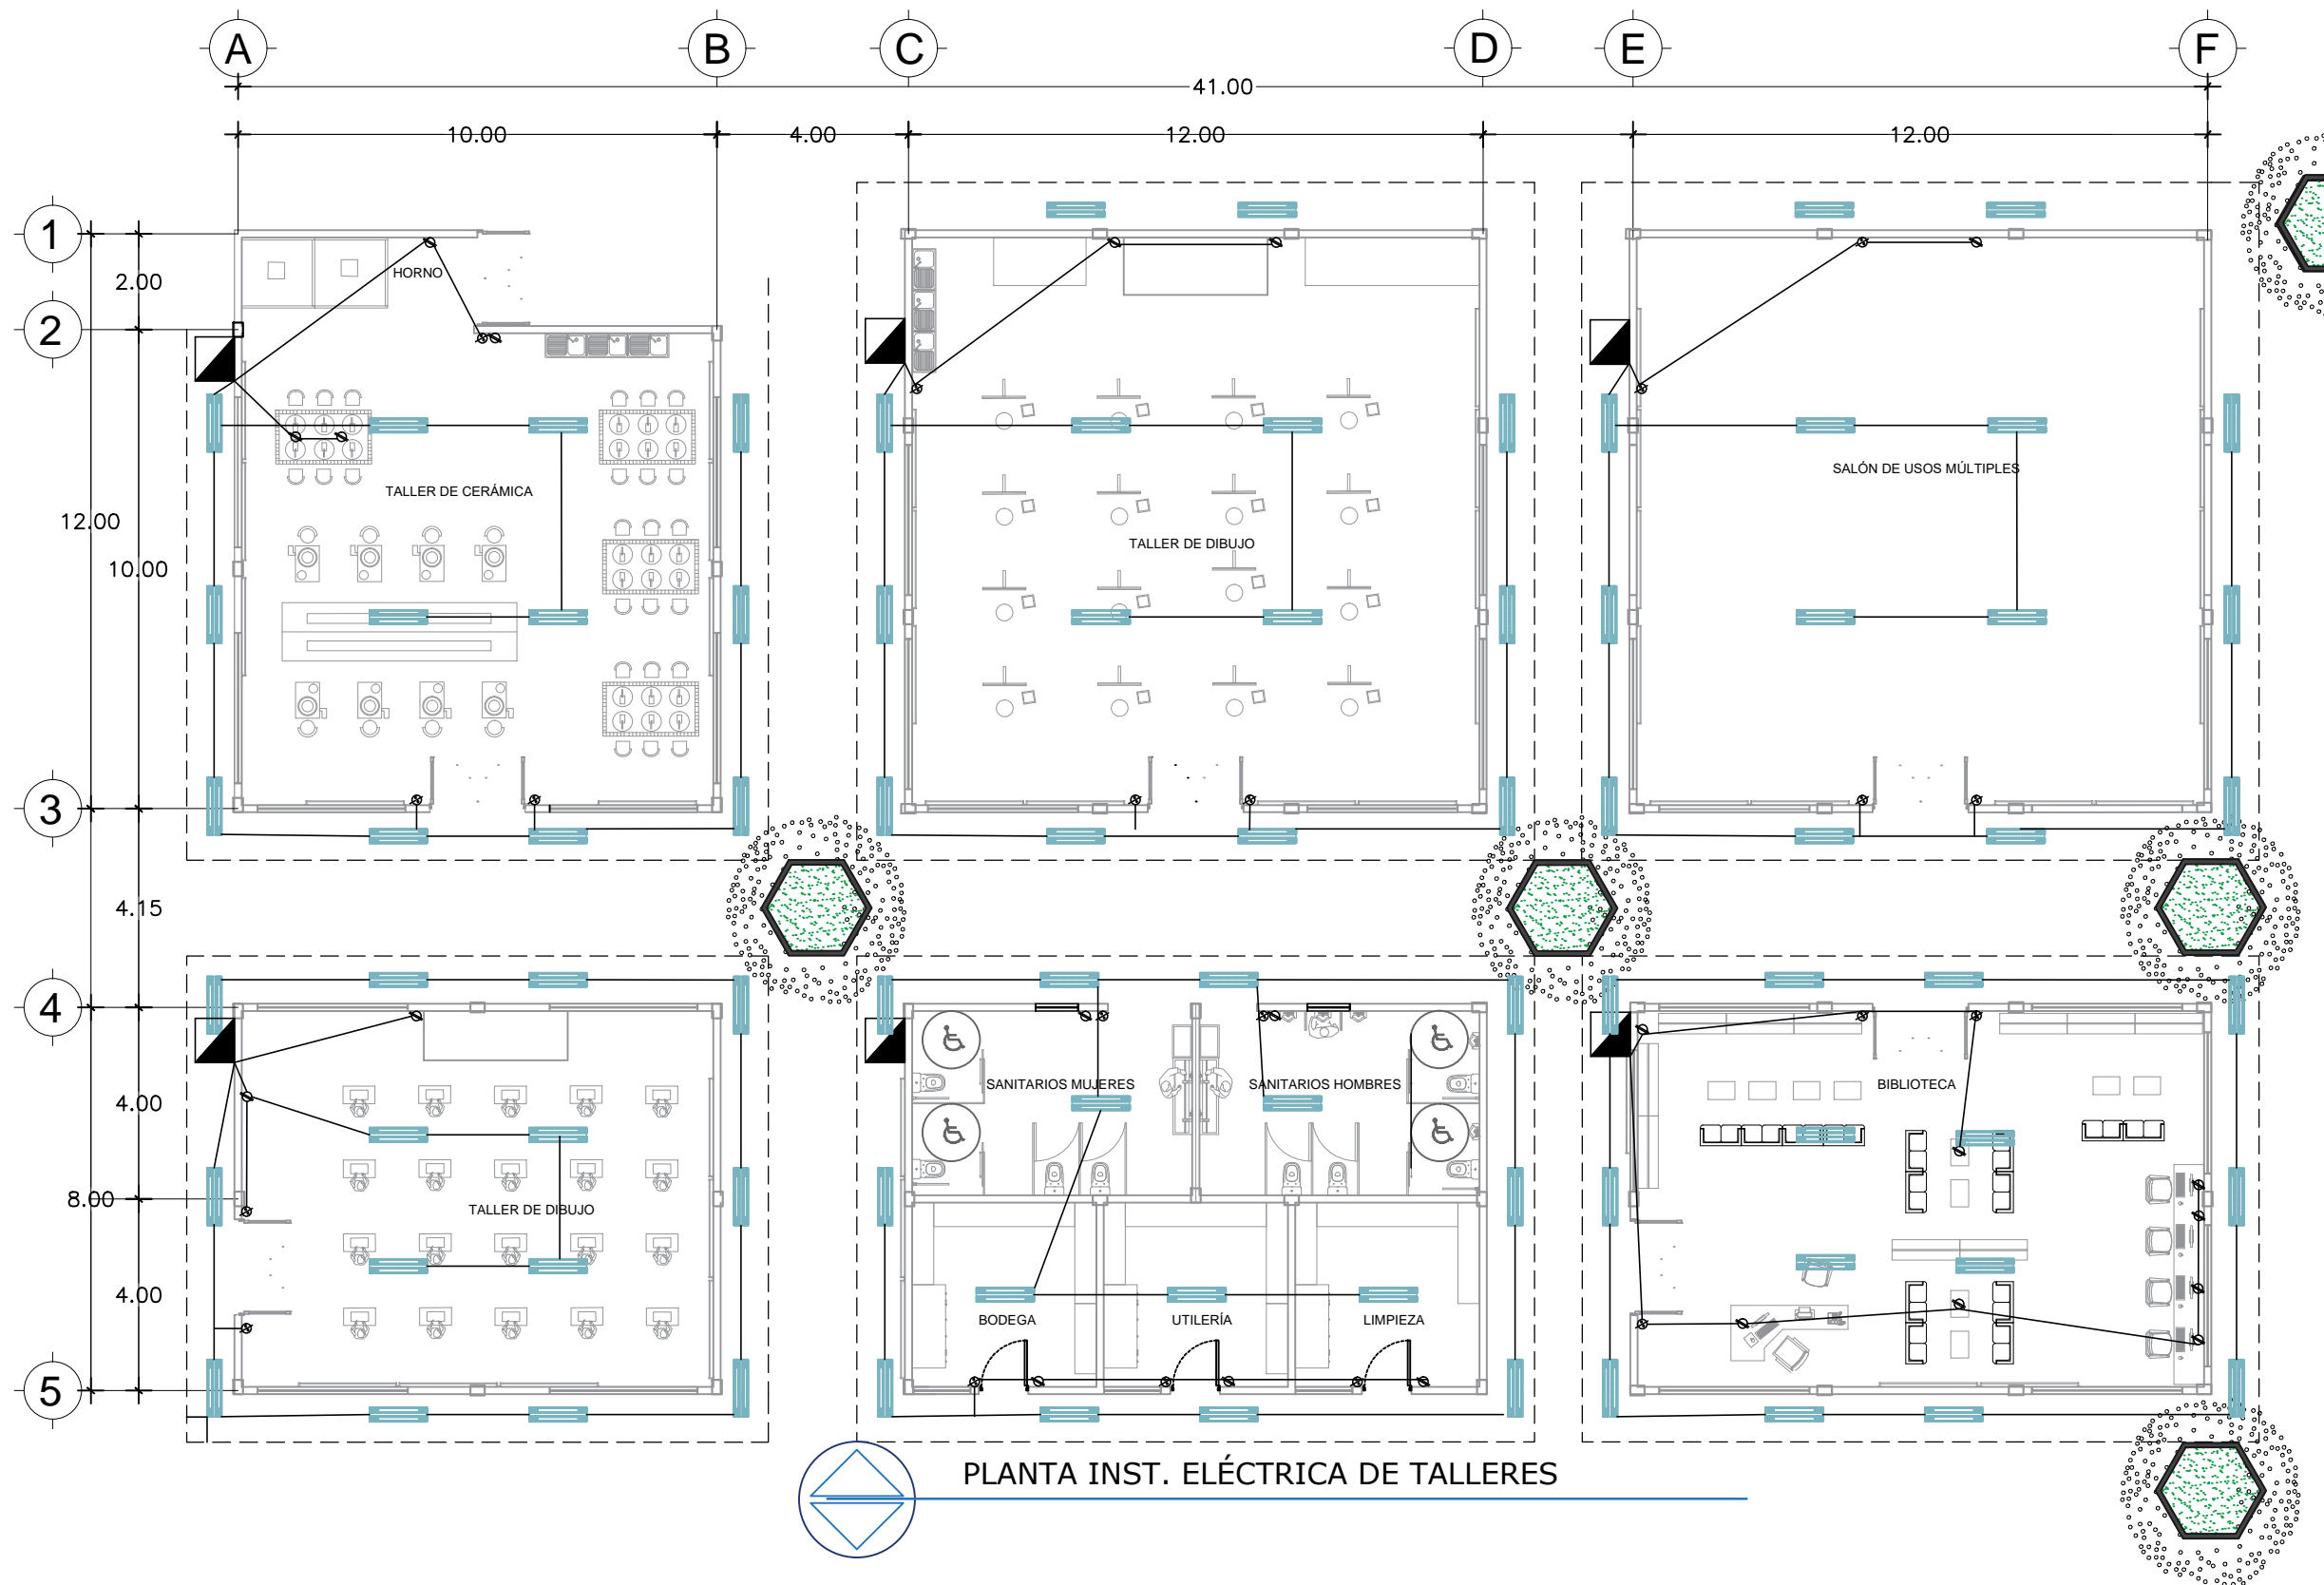 A B C D E F
41.00
10.00 4.00 12.00 12.00
1
HORNO
2.00
2
SALÓN DE USOS MÚLTIPLES
TALLER DE CERÁMICA
12.00
TALLER DE DIBUJO
10.00
3
4.15
4
SANITARIOS MUJERES SANITARIOS HOMBRES BIBLIOTECA
4.00
8.00
TALLER DE DIBUJO
4.00
BODEGA UTILERÍA LIMPIEZA
5
PLANTA INST. ELÉCTRICA DE TALLERES